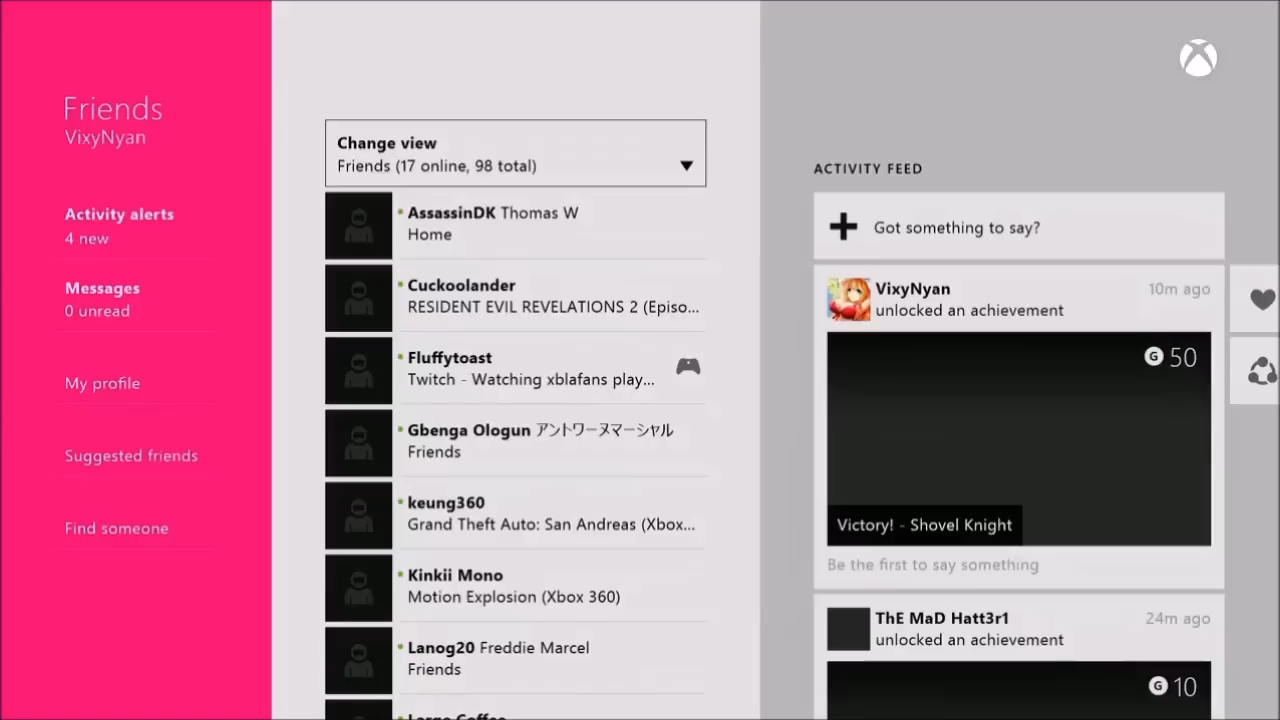 Friends
VixyNyan
Activity alerts
4 new
Messages
0 unread
My profile
Suggested friends
Find someone
Change view
Friends (17 online, 98 total)
AssassinDK Thomas W
Home
Cuckoolander
RESIDENT EVIL REVELATIONS 2 (Episo...
Fluffytoast
Twitch - Watching xblafans play...
Gbenga Ologun アントワーヌマーシャル
Friends
keung360
Grand Theft Auto: San Andreas (Xbox...
Kinkii Mono
Motion Explosion (Xbox 360)
Lanog20 Freddie Marcel
Friends
Large Coffee
ACTIVITY FEED
Got something to say?
VixyNyan 10m ago
unlocked an achievement
G 50
Victory! - Shovel Knight
Be the first to say something
ThE MaD Hatt3r1 24m ago
unlocked an achievement
G 10